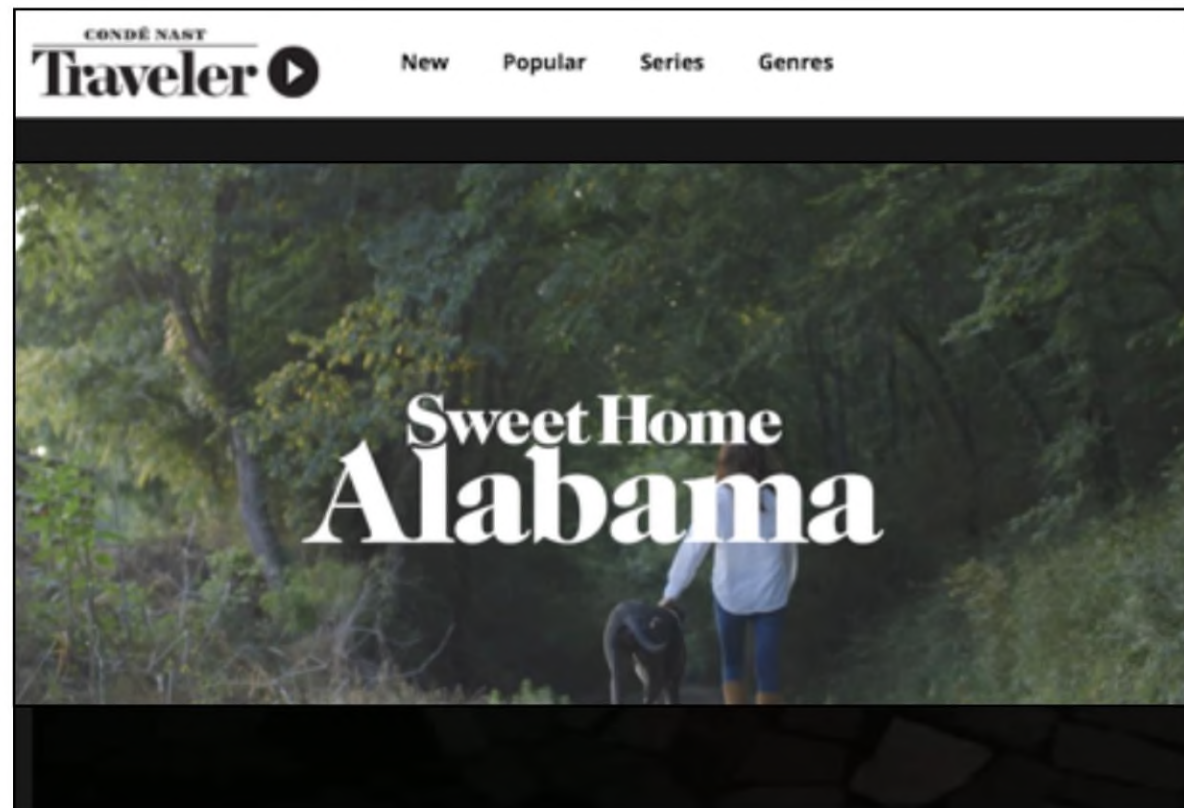 CONDÉ NAST
Traveler
New Popular Series Genres
Sweet Home
Alabama